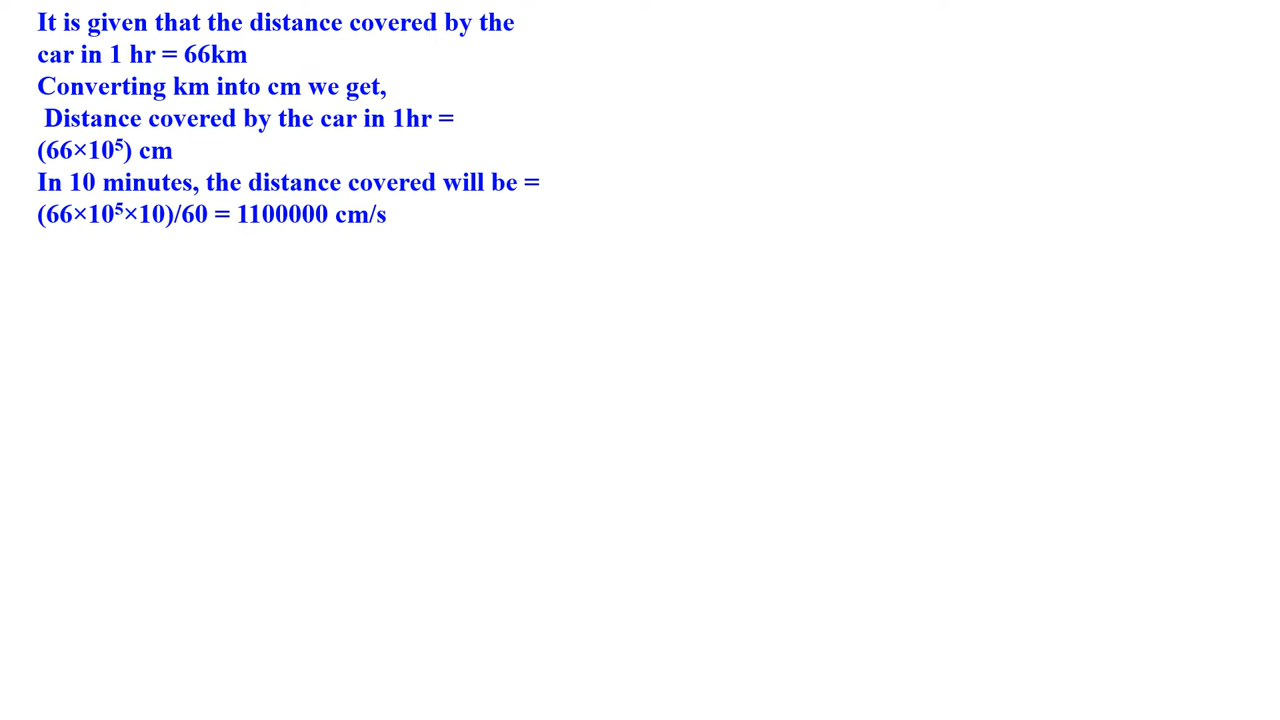 It is given that the distance covered by the
car in 1 hr = 66km
Converting km into cm we get,
Distance covered by the car in 1hr =
(66×10⁵) cm
In 10 minutes, the distance covered will be =
(66×10⁵×10)/60 = 1100000 cm/s